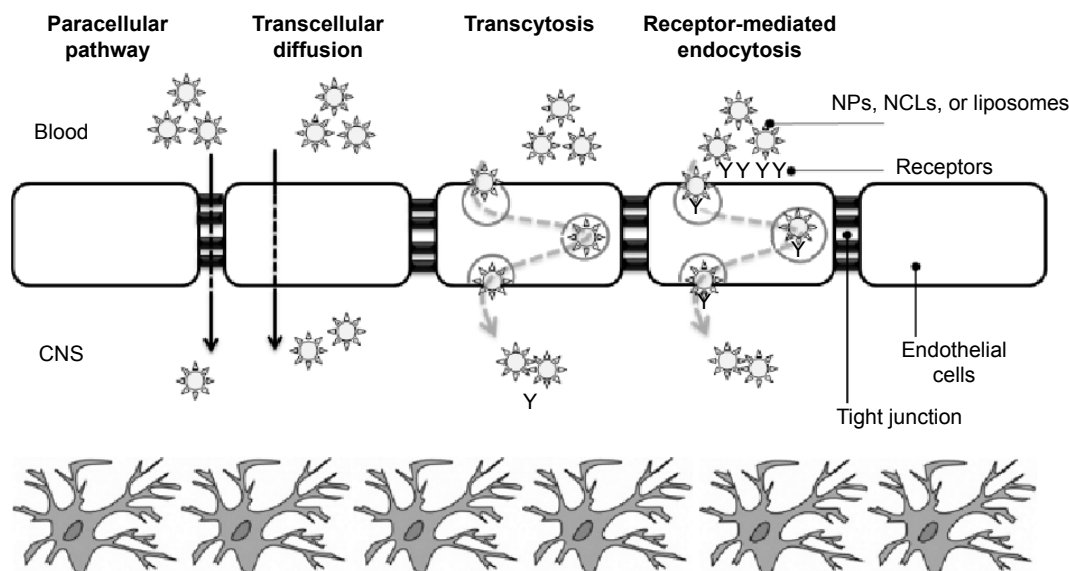 Paracellular
pathway
Transcellular
diffusion
Transcytosis
Receptor-mediated
endocytosis
NPs, NCLs, or liposomes
Blood
Receptors
Y Y Y Y
Y
Y
Y
CNS
Endothelial
cells
Y
Tight junction